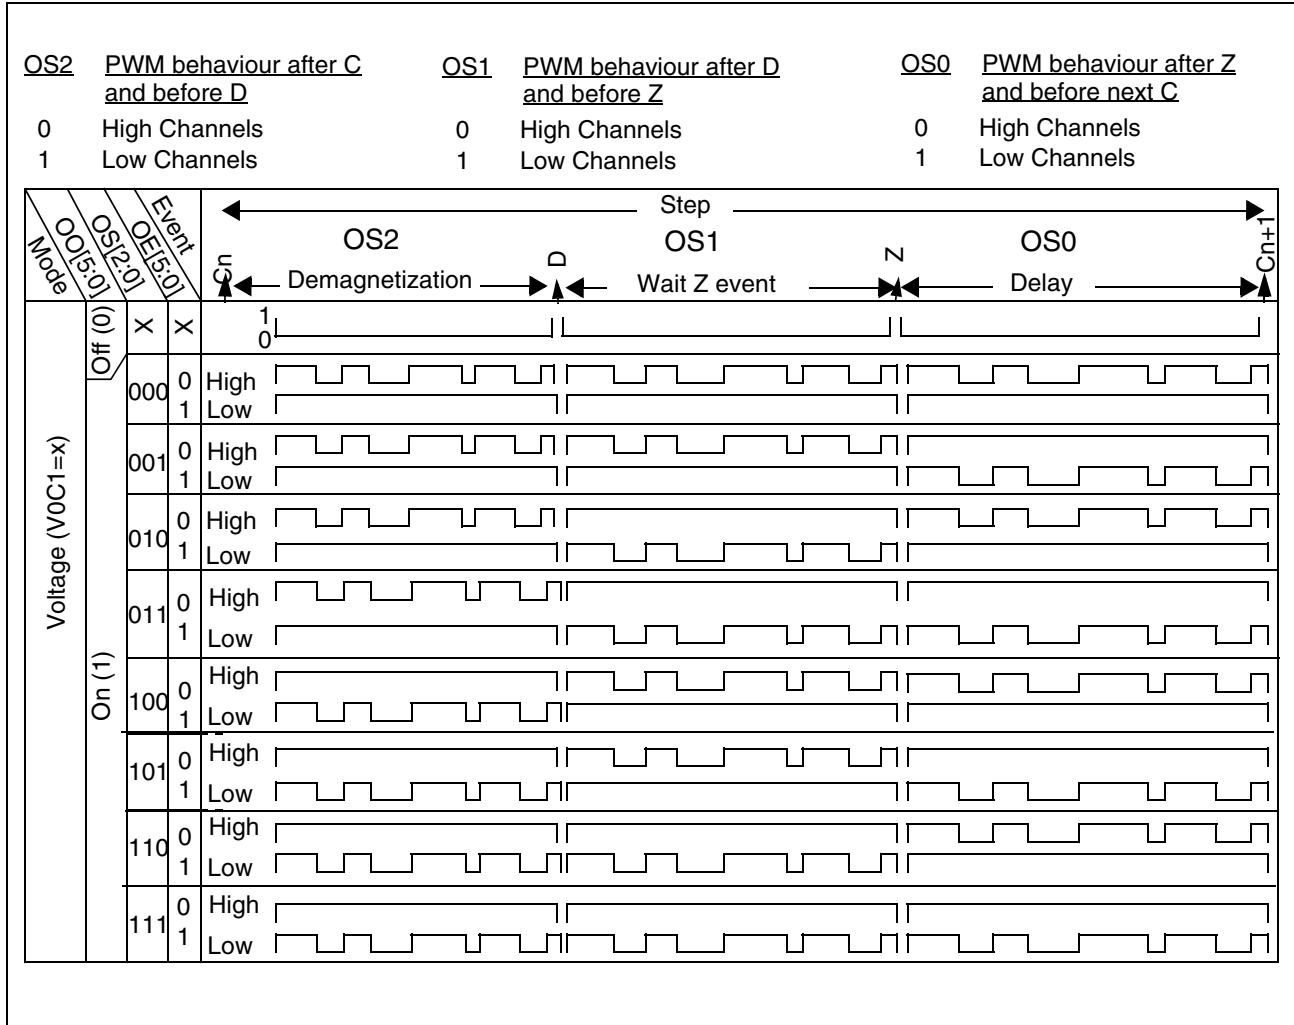 OS2 PWM behaviour after C and before D
0 High Channels
1 Low Channels
OS1 PWM behaviour after D and before Z
0 High Channels
1 Low Channels
OS0 PWM behaviour after Z and before next C
0 High Channels
1 Low Channels
Mode
OO[5:0]
OS[2:0]
OE[5:0]
Event
Step
Cn
OS2
Demagnetization
D
OS1
Wait Z event
Z
OS0
Delay
Cn+1
Voltage (V0C1=x)
Off (0)
X
X
1
0
On (1)
000
0 High
1 Low
001
0 High
1 Low
010
0 High
1 Low
011
0 High
1 Low
100
0 High
1 Low
101
0 High
1 Low
110
0 High
1 Low
111
0 High
1 Low